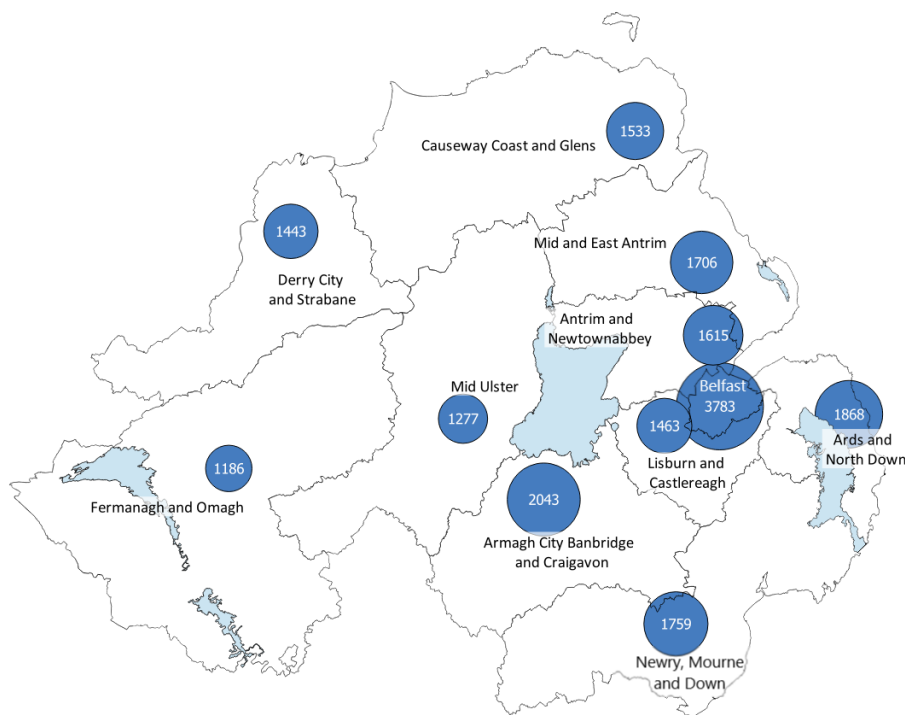 1533
Causeway Coast and Glens
1443
Derry City
and Strabane
Mid and East Antrim
1706
Antrim and
Newtownabbey
1615
Mid Ulster
1277
Belfast
3783
1463
Lisburn and
Castlereagh
1868
Ards and
North Down
1186
Fermanagh and Omagh
2043
Armagh City Banbridge
and Craigavon
1759
Newry, Mourne
and Down